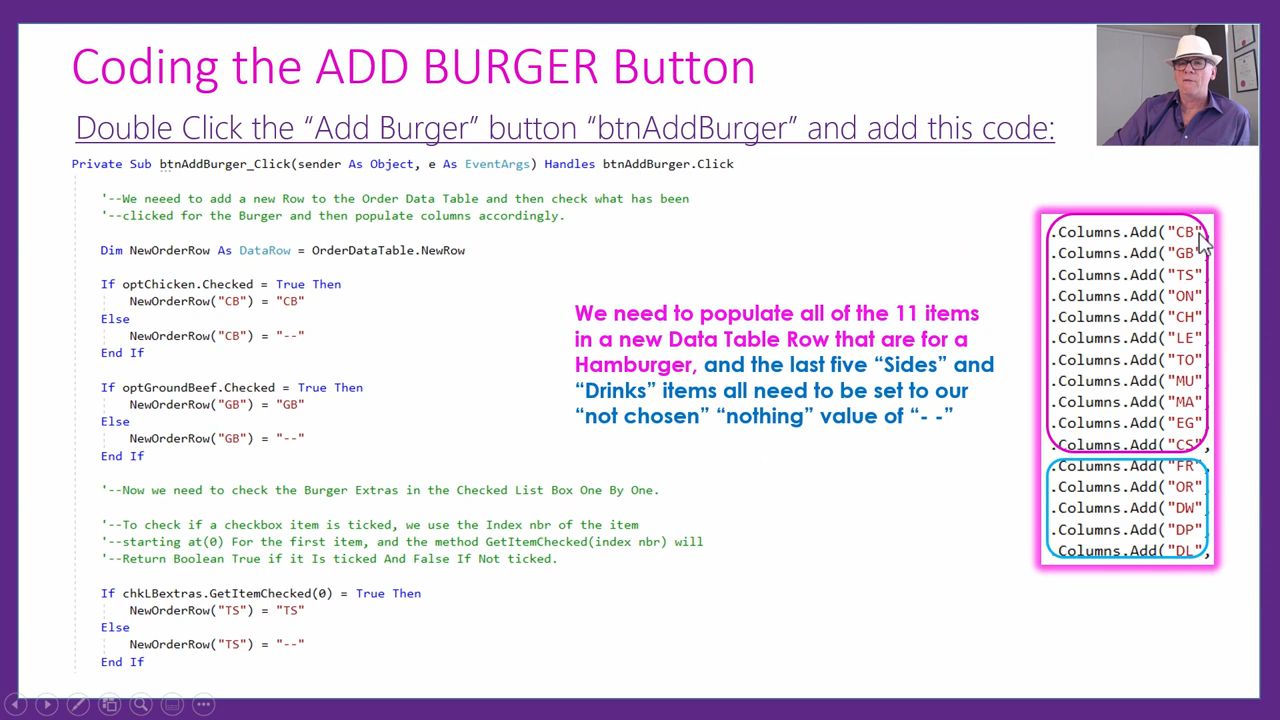 Coding the ADD BURGER Button
Double Click the “Add Burger” button “btnAddBurger” and add this code:
Private Sub btnAddBurger_Click(sender As Object, e As EventArgs) Handles btnAddBurger.Click
'--We neeed to add a new Row to the Order Data Table and then check what has been
'--clicked for the Burger and then populate columns accordingly.
Dim NewOrderRow As DataRow = OrderDataTable.NewRow
If optChicken.Checked = True Then
NewOrderRow("CB") = "CB"
Else
NewOrderRow("CB") = "--"
End If
If optGroundBeef.Checked = True Then
NewOrderRow("GB") = "GB"
Else
NewOrderRow("GB") = "--"
End If
'--Now we need to check the Burger Extras in the Checked List Box One By One.
'--To check if a checkbox item is ticked, we use the Index nbr of the item
'--starting at(0) For the first item, and the method GetItemChecked(index nbr) will
'--Return Boolean True if it Is ticked And False If Not ticked.
If chkLBextras.GetItemChecked(0) = True Then
NewOrderRow("TS") = "TS"
Else
NewOrderRow("TS") = "--"
End If
We need to populate all of the 11 items
in a new Data Table Row that are for a
Hamburger, and the last five “Sides” and
“Drinks” items all need to be set to our
“not chosen” “nothing” value of “- -”
.Columns.Add("CB",
.Columns.Add("GB",
.Columns.Add("TS",
.Columns.Add("ON",
.Columns.Add("CH",
.Columns.Add("LE",
.Columns.Add("TO",
.Columns.Add("MU",
.Columns.Add("MA",
.Columns.Add("EG",
.Columns.Add("CS",
.Columns.Add("FR",
.Columns.Add("OR",
.Columns.Add("DW",
.Columns.Add("DP",
.Columns.Add("DL",